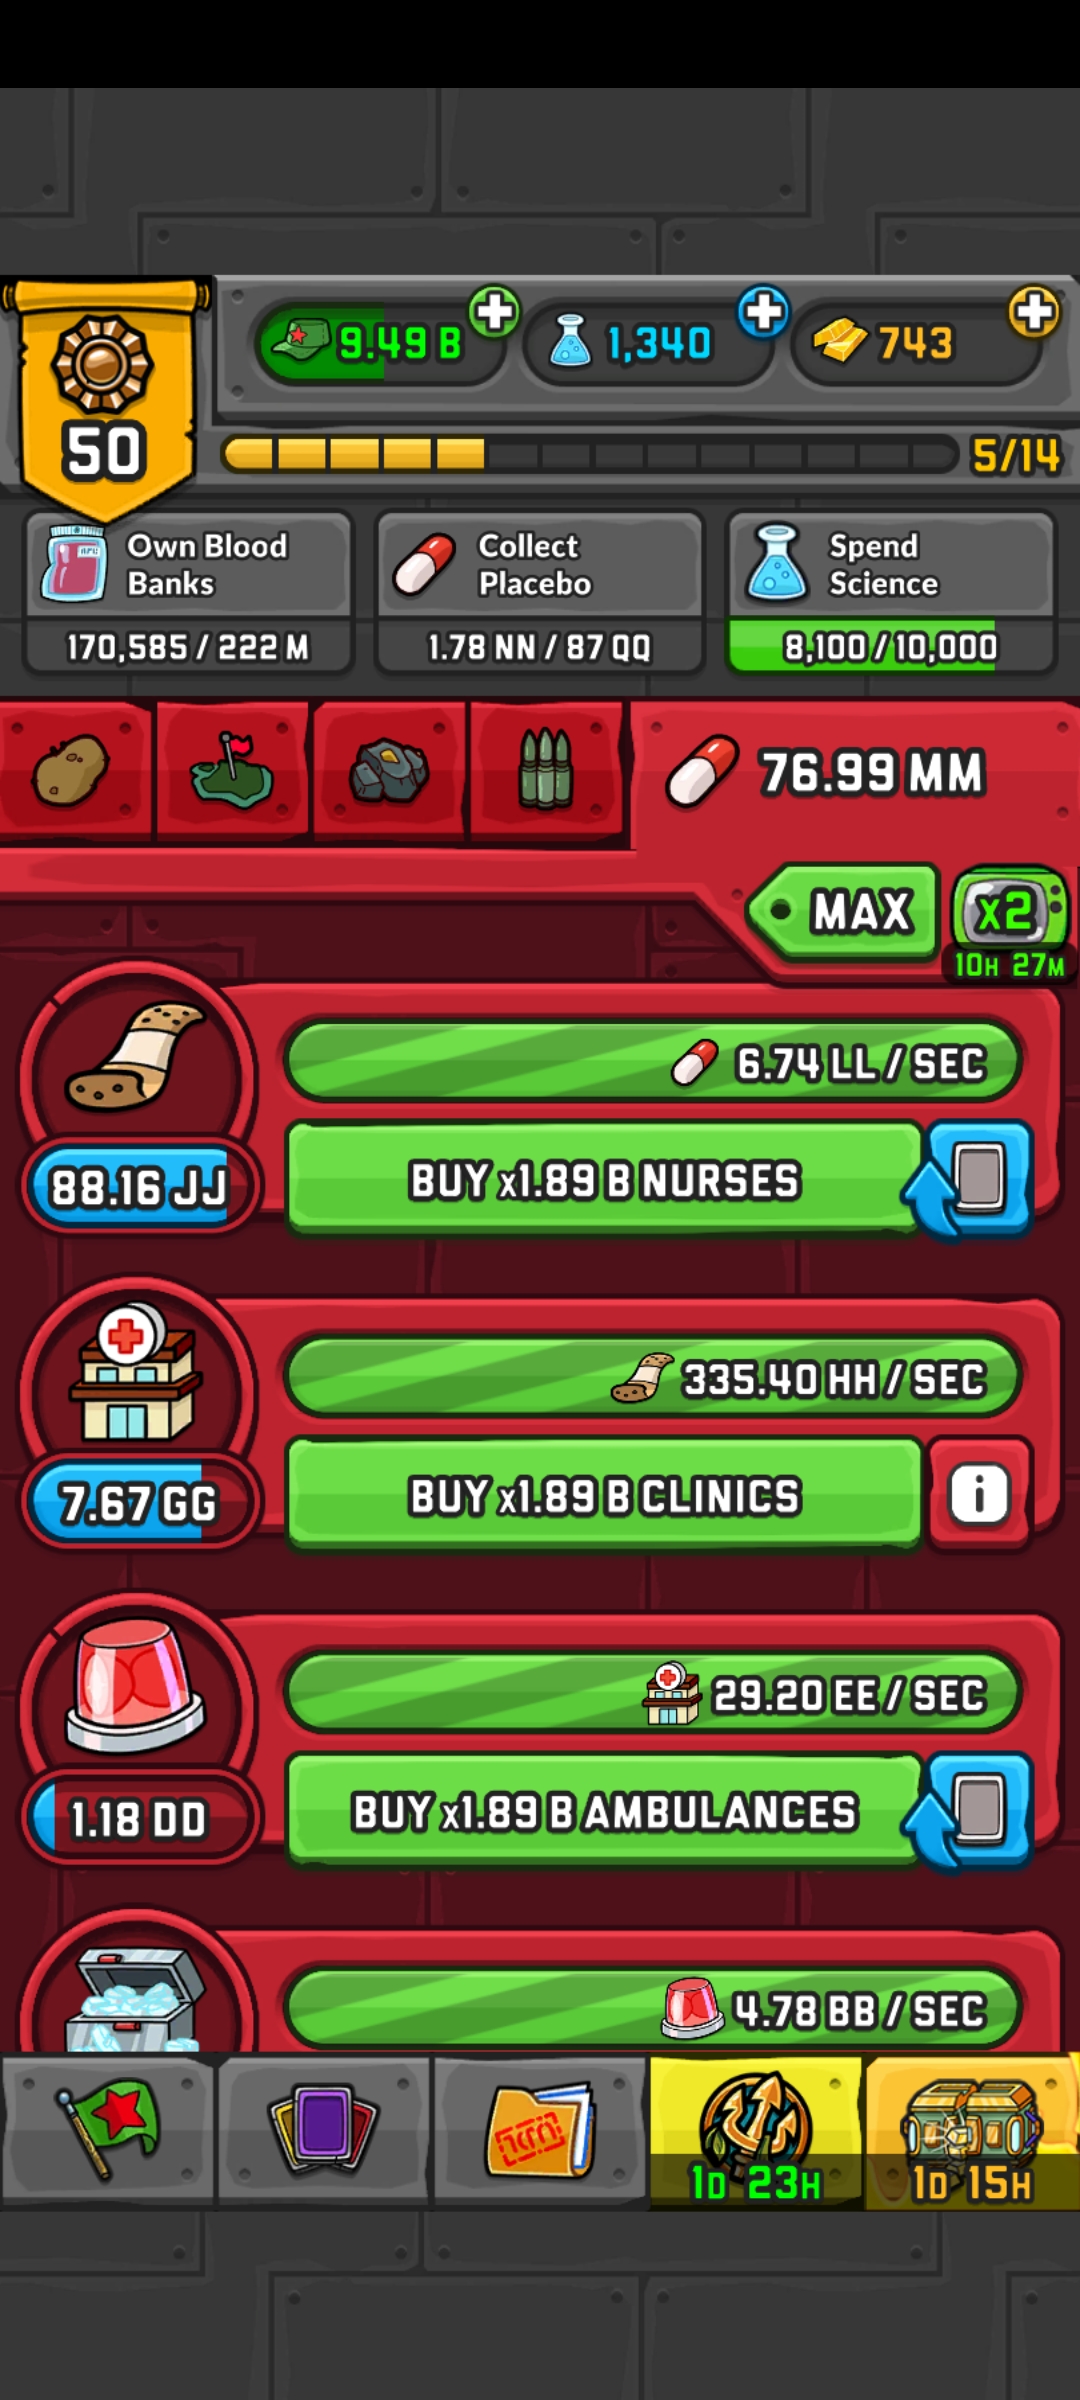 9.49 B
1,340
743
50
5/14
Own Blood
Banks
170,585 / 222 M
Collect
Placebo
1.78 NN / 87 QQ
Spend
Science
8,100 / 10,000
76.99 MM
MAX
x2
10H 27M
6.74 LL / SEC
88.16 JJ
BUY x1.89 B NURSES
335.40 HH / SEC
7.67 GG
BUY x1.89 B CLINICS
i
29.20 EE / SEC
1.18 DD
BUY x1.89 B AMBULANCES
4.78 BB / SEC
1D 23H
1D 15H